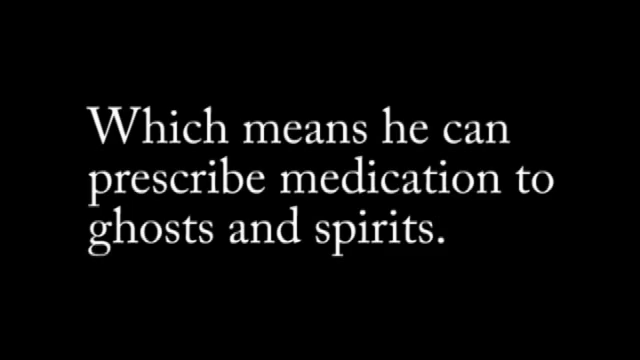 Which means he can
prescribe medication to
ghosts and spirits.